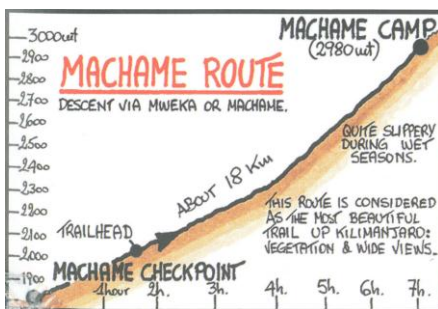 3000mt
2900
2800
2700
2600
2500
2400
2300
2200
2100
2000
1900
MACHAME CAMP
(2980mt)
MACHAME ROUTE
DESCENT VIA MWEKA OR MACHAME.
QUITE SLIPPERY
DURING WET
SEASONS.
ABOUT 18 Km
TRAILHEAD
THIS ROUTE IS CONSIDERED
AS THE MOST BEAUTIFUL
TRAIL UP KILIMANJARO:
VEGETATION & WIDE VIEWS.
MACHAME CHECKPOINT
1hour 2h. 3h. 4h. 5h. 6h. 7h.